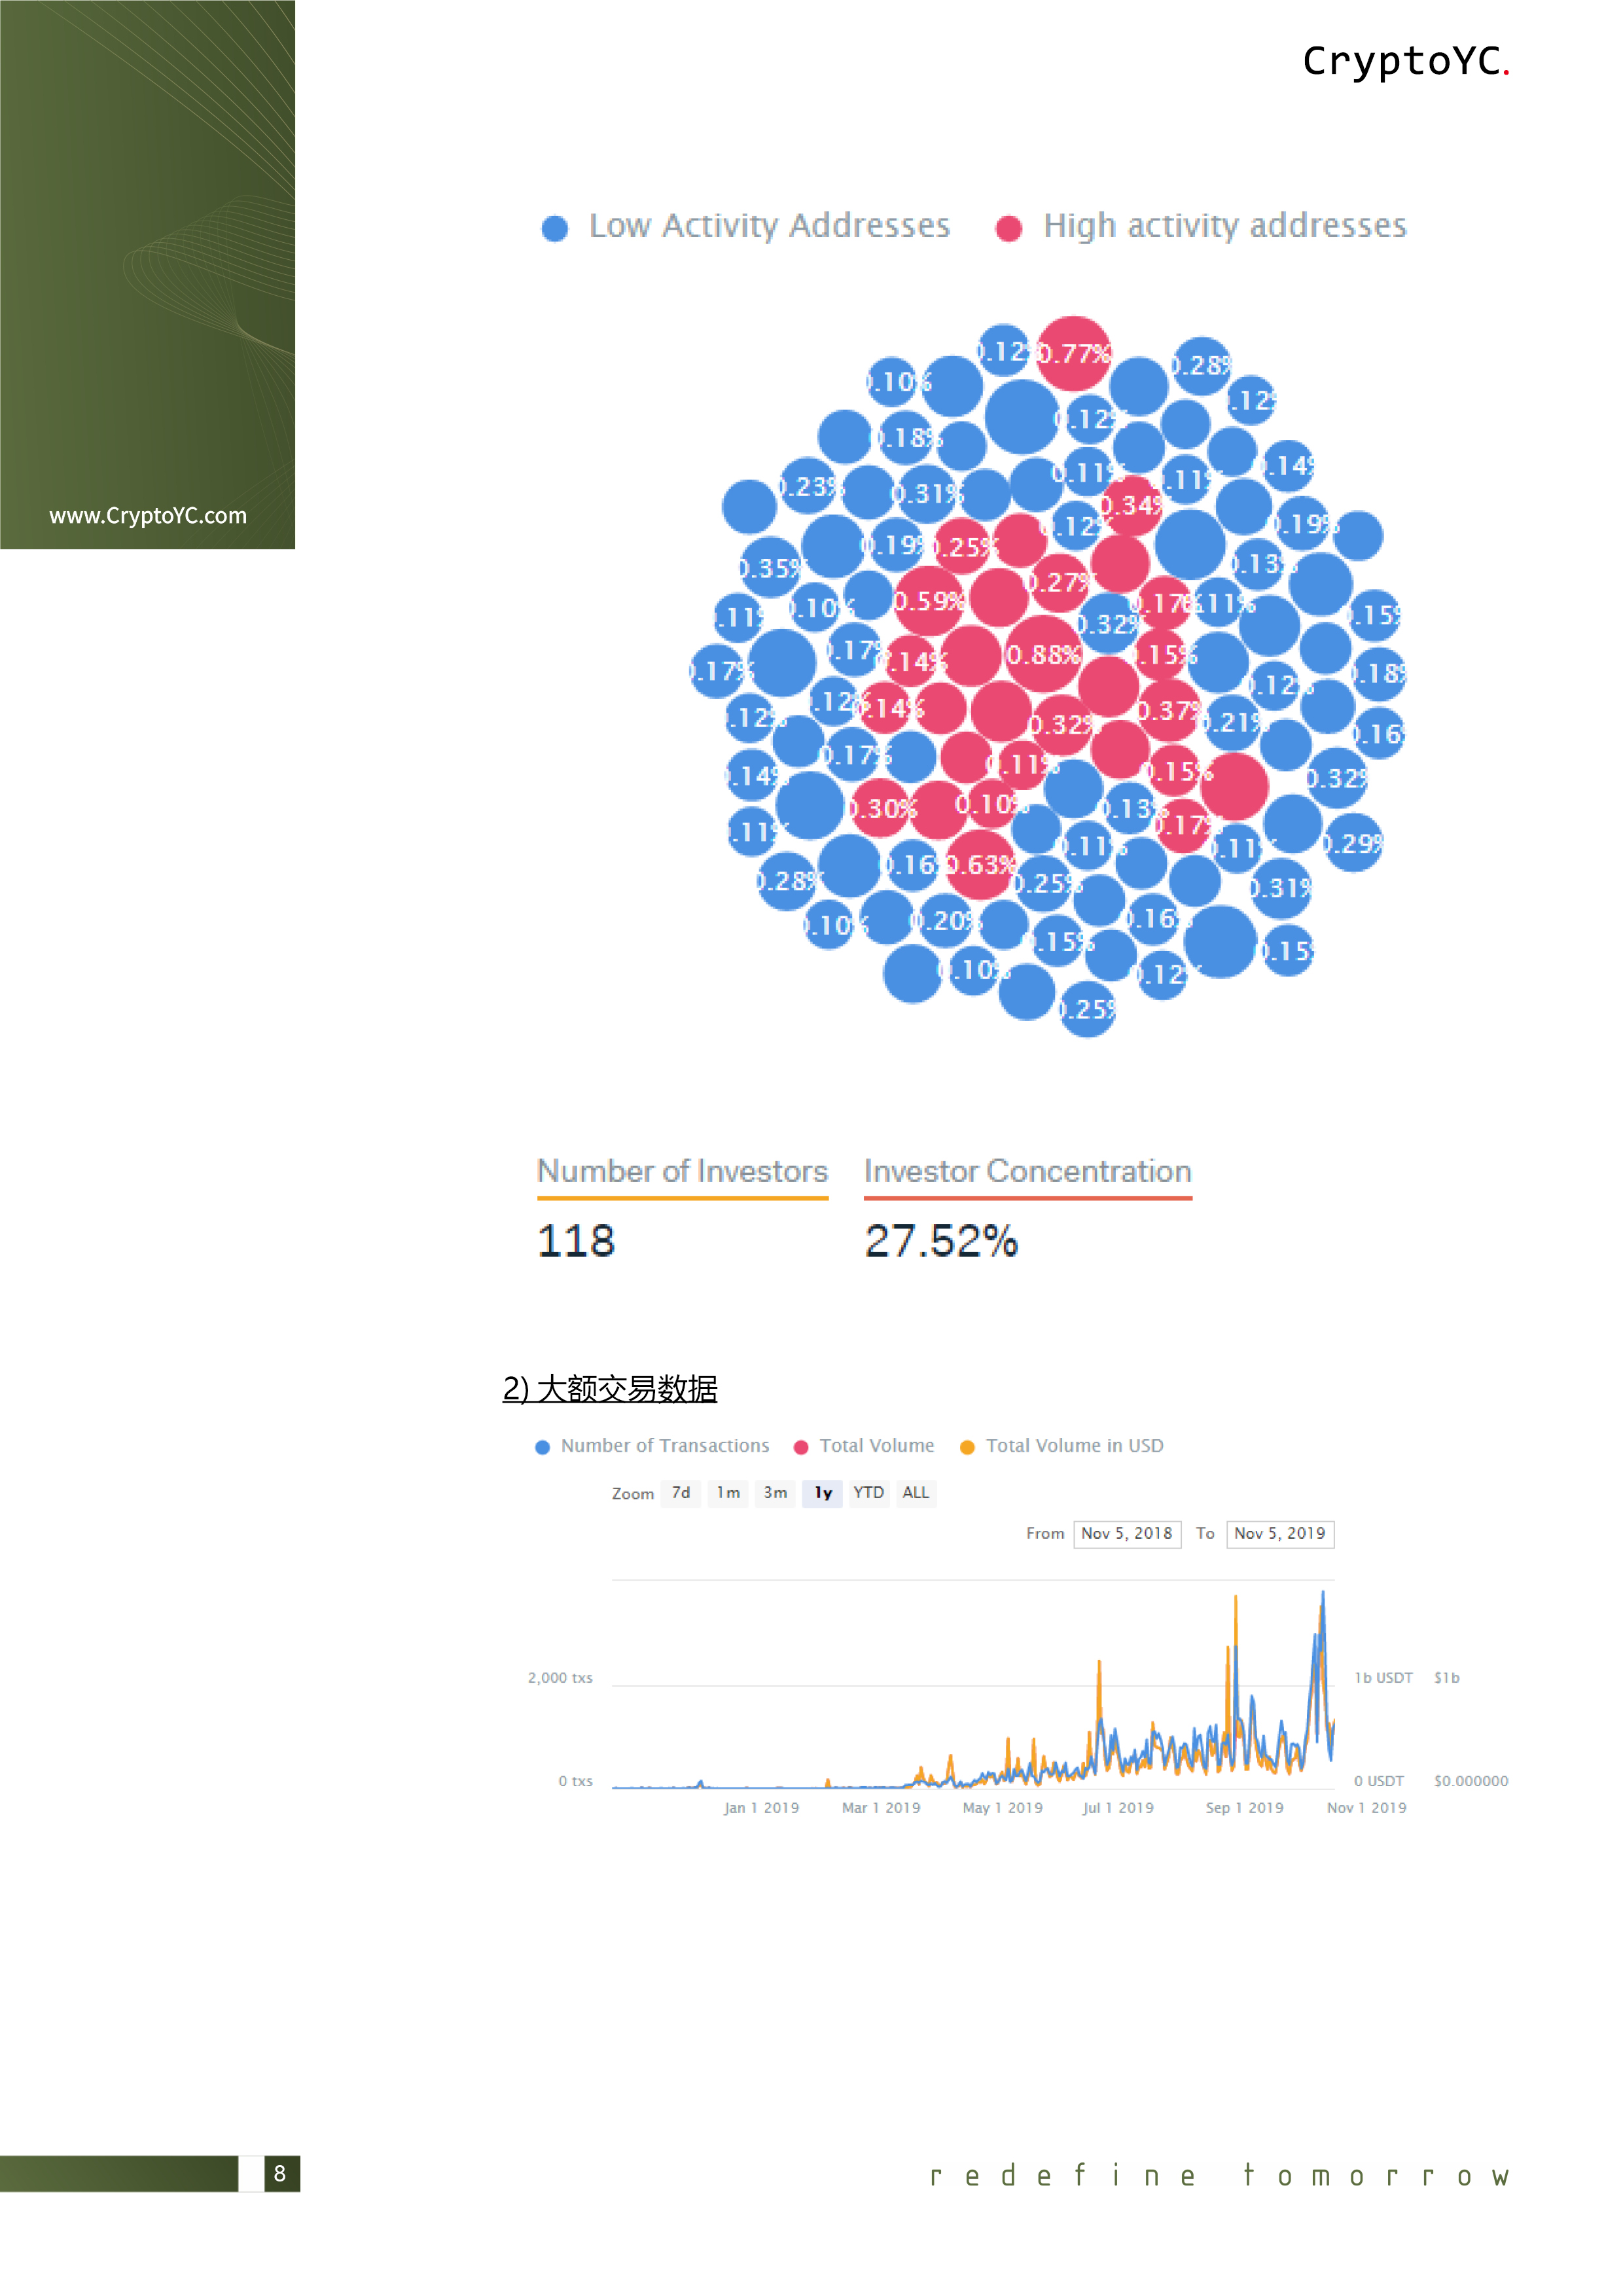 CryptoYC.
www.CryptoYC.com
Low Activity Addresses High activity addresses
0.12% 0.77%
0.28%
0.10%
0.12%
0.12%
0.18%
0.14%
0.11%
0.23% 0.31% 0.11%
0.34%
0.12% 0.19%
0.19% 0.25%
0.35% 0.13%
0.27%
0.59% 0.17% 0.11%
0.10%
0.11% 0.32% 0.15%
0.17% 0.14% 0.88% 0.15%
0.17% 0.12% 0.18%
0.12% 0.14% 0.37%
0.12% 0.32% 0.21% 0.16%
0.17% 0.11% 0.15%
0.14% 0.32%
0.30% 0.10% 0.13%
0.11% 0.17%
0.11% 0.11% 0.29%
0.16% 0.63%
0.28% 0.25% 0.31%
0.10% 0.20% 0.16%
0.15% 0.15%
0.10% 0.12%
0.25%
Number of Investors Investor Concentration
118 27.52%
2) 大额交易数据
Number of Transactions Total Volume Total Volume in USD
Zoom 7d 1m 3m 1y YTD ALL
From Nov 5, 2018 To Nov 5, 2019
2,000 txs 1b USDT $1b
0 txs 0 USDT $0.000000
Jan 1 2019 Mar 1 2019 May 1 2019 Jul 1 2019 Sep 1 2019 Nov 1 2019
8
redefine tomorrow